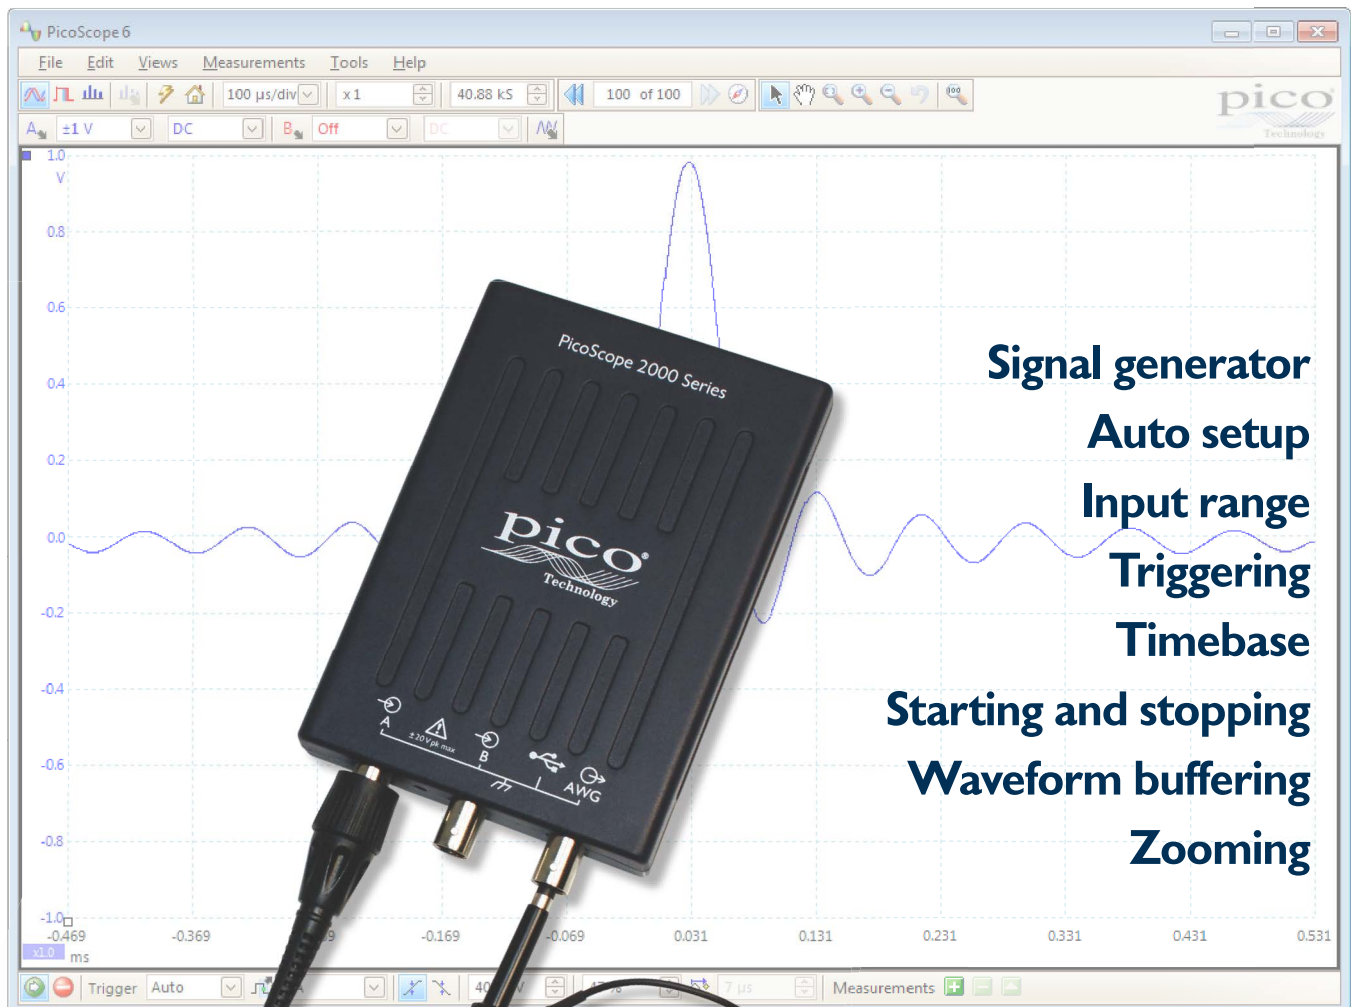 PicoScope 6
File Edit Views Measurements Tools Help
100 µs/div x 1 40.88 kS 100 of 100
A ±1 V DC B Off DC
pico
Technology
1.0
V
0.8
0.6
0.4
0.2
0.0
-0.2
-0.4
-0.6
-0.8
-1.0
-0.469 -0.369 -0.169 -0.069 0.031 0.131 0.231 0.331 0.431 0.531
x1.0 ms
PicoScope 2000 Series
pico
Technology
A ±20 V pk max B AWG
Signal generator
Auto setup
Input range
Triggering
Timebase
Starting and stopping
Waveform buffering
Zooming
Trigger Auto 7 µs Measurements